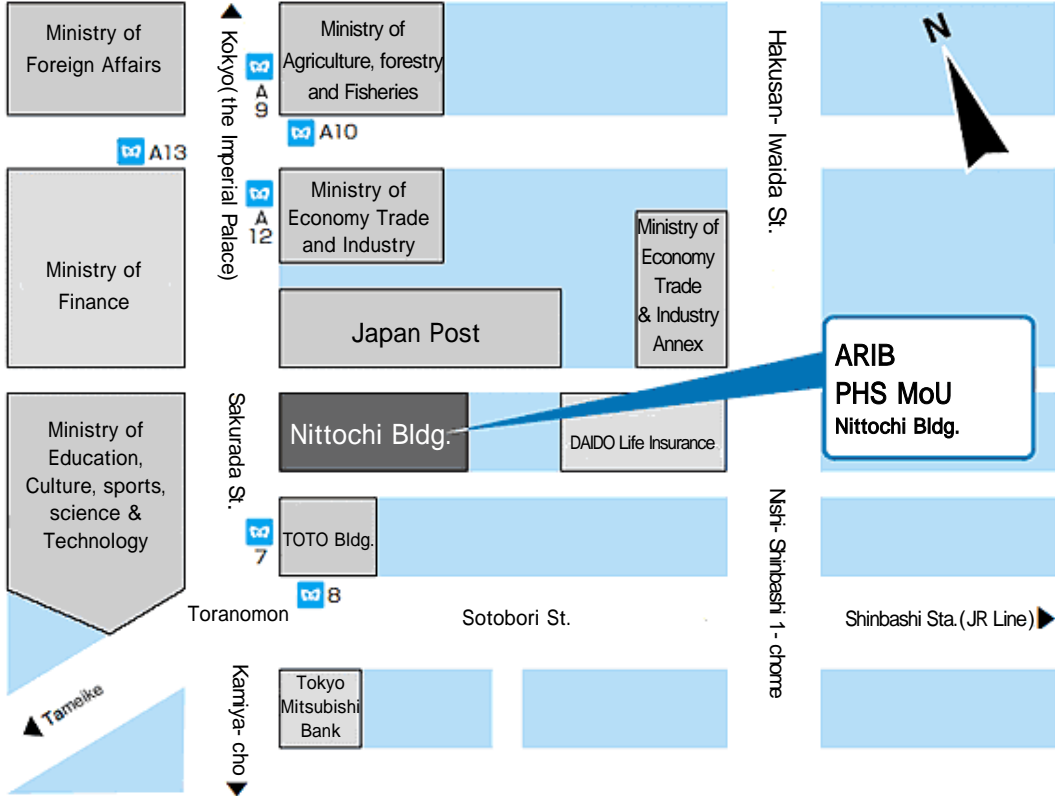 Ministry of
Foreign Affairs
Kokyo( the Imperial Palace)
A
9
Ministry of
Agriculture, forestry
and Fisheries
A10
Hakusan- Iwaida St.
N
A13
Ministry of
Finance
A
12
Ministry of
Economy Trade
and Industry
Ministry of
Economy
Trade
& Industry
Annex
Japan Post
ARIB
PHS MoU
Nittochi Bldg.
Ministry of
Education,
Culture, sports,
science &
Technology
Sakurada St.
Nittochi Bldg.
DAIDO Life Insurance
7
TOTO Bldg.
8
Nishi- Shinbashi 1- chome
Toranomon
Sotobori St.
Shinbashi Sta. (JR Line)
Tameike
Kamiya- cho
Tokyo
Mitsubishi
Bank